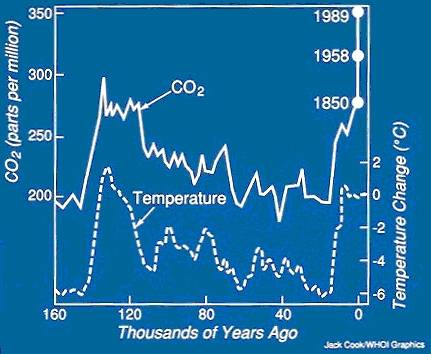 350
300
250
200
CO2 (parts per million)
1989
1958
1850
CO2
Temperature
2
0
-2
-4
-6
Temperature Change (°C)
160
120
80
40
0
Thousands of Years Ago
Jack Cook/WHOI Graphics